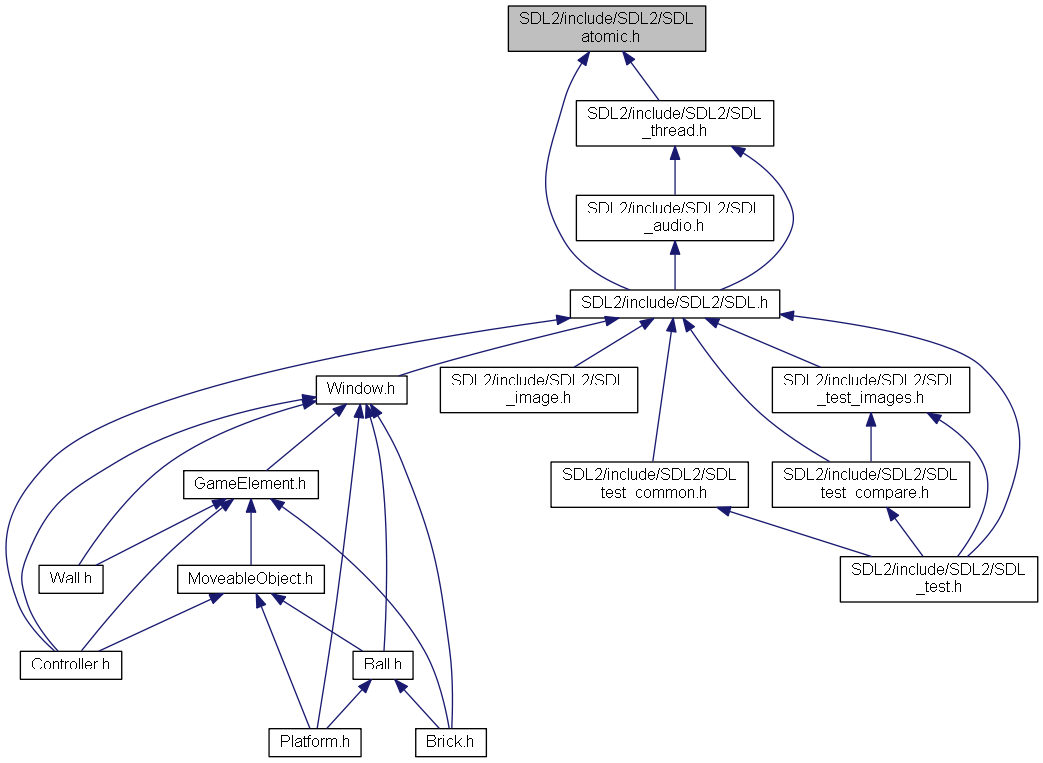 SDL2/include/SDL2/SDL
atomic.h
SDL2/include/SDL2/SDL
_thread.h
SDL2/include/SDL2/SDL
_audio.h
SDL2/include/SDL2/SDL.h
Window.h
SDL2/include/SDL2/SDL
_image.h
SDL2/include/SDL2/SDL
_test_images.h
GameElement.h
SDL2/include/SDL2/SDL
test_common.h
SDL2/include/SDL2/SDL
test_compare.h
Wall.h
MoveableObject.h
SDL2/include/SDL2/SDL
_test.h
Controller.h
Ball.h
Platform.h
Brick.h